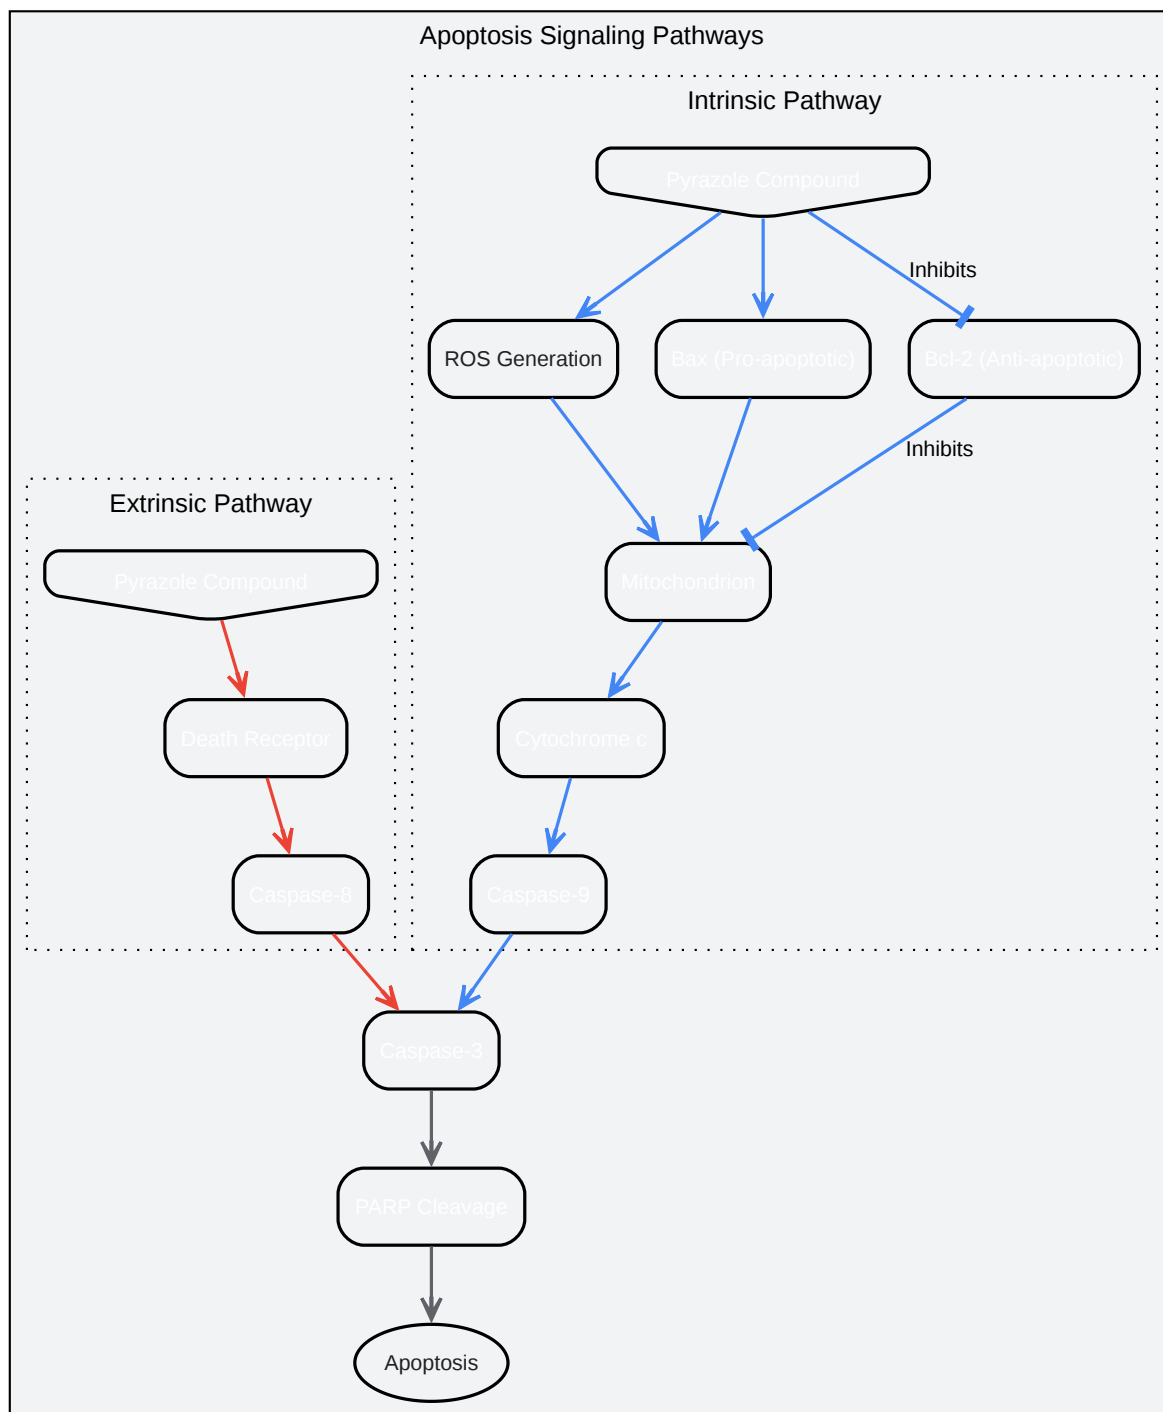 Apoptosis Signaling Pathways
Intrinsic Pathway
Pyrazole Compound
Inhibits
ROS Generation
Bax (Pro-apoptotic)
Bcl-2 (Anti-apoptotic)
Inhibits
Extrinsic Pathway
Pyrazole Compound
Mitochondrion
Death Receptor
Cytochrome c
Caspase-8
Caspase-9
Caspase-3
PARP Cleavage
Apoptosis